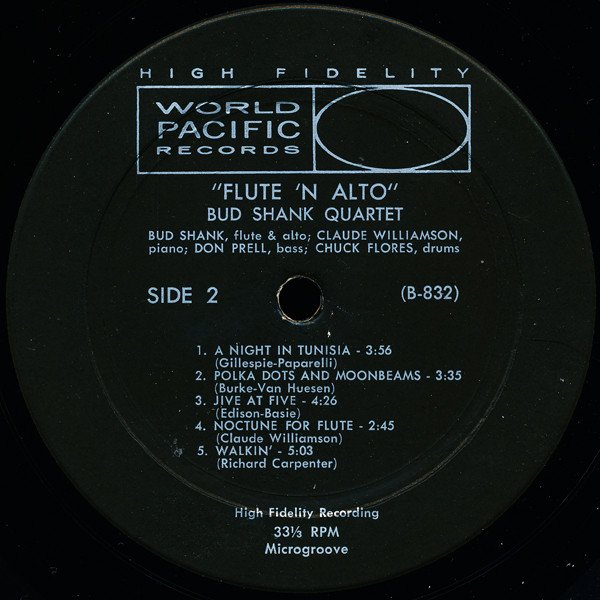 HIGH FIDELITY
WORLD
PACIFIC
RECORDS
"FLUTE 'N ALTO"
BUD SHANK QUARTET
BUD SHANK, flute & alto; CLAUDE WILLIAMSON,
piano; DON PRELL, bass; CHUCK FLORES, drums
SIDE 2 (B-832)
1. A NIGHT IN TUNISIA - 3:56
(Gillespie-Paparelli)
2. POLKA DOTS AND MOONBEAMS - 3:35
(Burke-Van Huesen)
3. JIVE AT FIVE - 4:26
(Edison-Basie)
4. NOCTUNE FOR FLUTE - 2:45
(Claude Williamson)
5. WALKIN' - 5:03
(Richard Carpenter)
High Fidelity Recording
33⅓ RPM
Microgroove